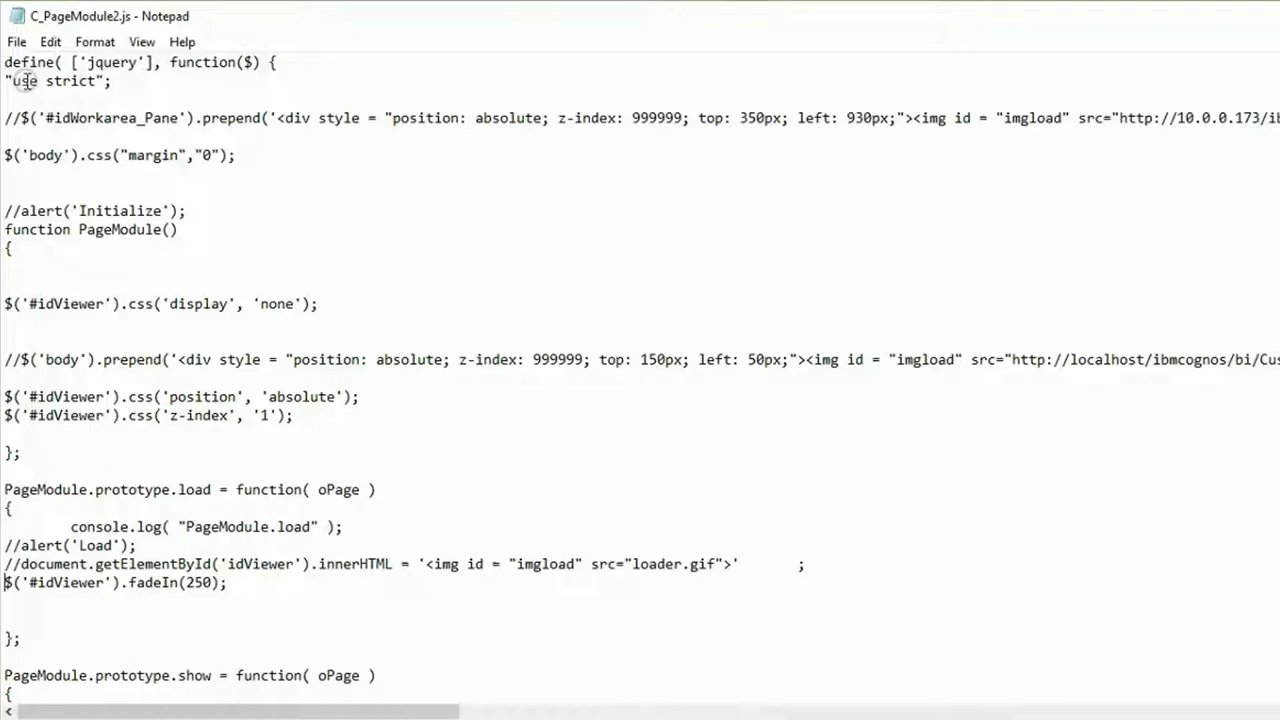 C_PageModule2.js - Notepad
File Edit Format View Help
define( ['jquery'], function($) {
"use strict";
//$('#idWorkarea_Pane').prepend('<div style = "position: absolute; z-index: 999999; top: 350px; left: 930px;"><img id = "imgload" src="http://10.0.0.173/ib
$('body').css("margin","0");
//alert('Initialize');
function PageModule()
{
$('#idViewer').css('display', 'none');
//$('body').prepend('<div style = "position: absolute; z-index: 999999; top: 150px; left: 50px;"><img id = "imgload" src="http://localhost/ibmcognos/bi/Cus
$('#idViewer').css('position', 'absolute');
$('#idViewer').css('z-index', '1');
};
PageModule.prototype.load = function( oPage )
{
console.log( "PageModule.load" );
//alert('Load');
//document.getElementById('idViewer').innerHTML = '<img id = "imgload" src="loader.gif">' ;
$('#idViewer').fadeIn(250);
};
PageModule.prototype.show = function( oPage )
{